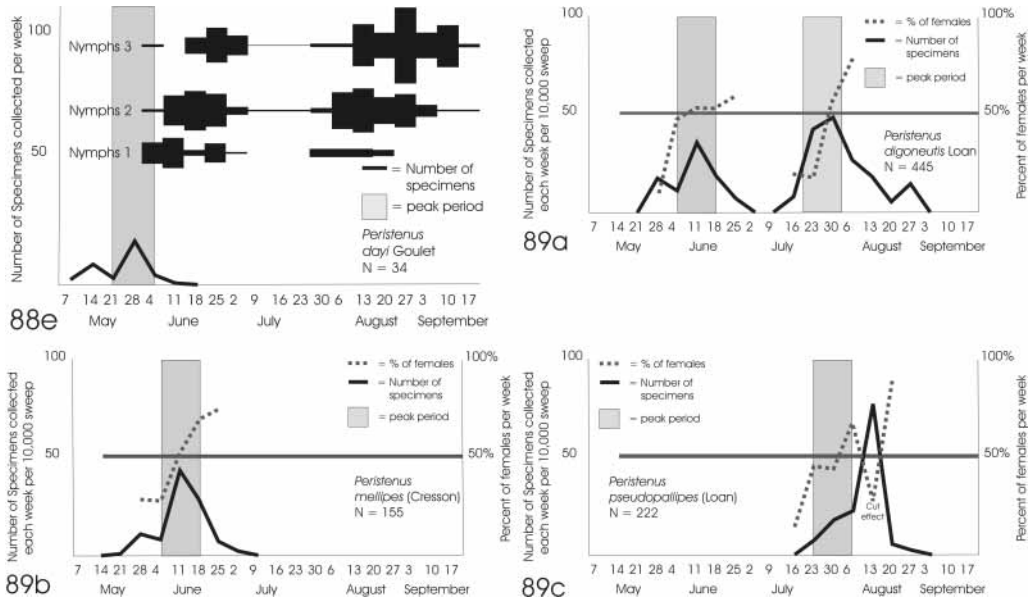 Number of Specimens collected per week
100
50
Nymphs 3
Nymphs 2
Nymphs 1
= Number of
specimens
= peak period
Peristenus
dayi Goulet
N = 34
7 14 21 28 4 11 18 25 2 9 16 23 30 6 13 20 27 3 10 17
May June July August September
88e
Number of Specimens collected
each week per 10,000 sweep
100
50
= % of females
= Number of
specimens
= peak period
100%
50%
Percent of females per week
Peristenus
digoneutis Loan
N = 445
7 14 21 28 4 11 18 25 2 9 16 23 30 6 13 20 27 3 10 17
May June July August September
89a
Number of Specimens collected
each week per 10,000 sweep
100
50
= % of females
= Number of
specimens
= peak period
100%
50%
Percent of females per week
Peristenus
mellipes (Cresson)
N = 155
7 14 21 28 4 11 18 25 2 9 16 23 30 6 13 20 27 3 10 17
May June July August September
89b
Number of Specimens collected
each week per 10,000 sweep
100
50
= % of females
= Number of
specimens
= peak period
100%
50%
Percent of females per week
Peristenus
pseudopallipes (Loan)
N = 222
Cut
effect
7 14 21 28 4 11 18 25 2 9 16 23 30 6 13 20 27 3 10 17
May June July August September
89c